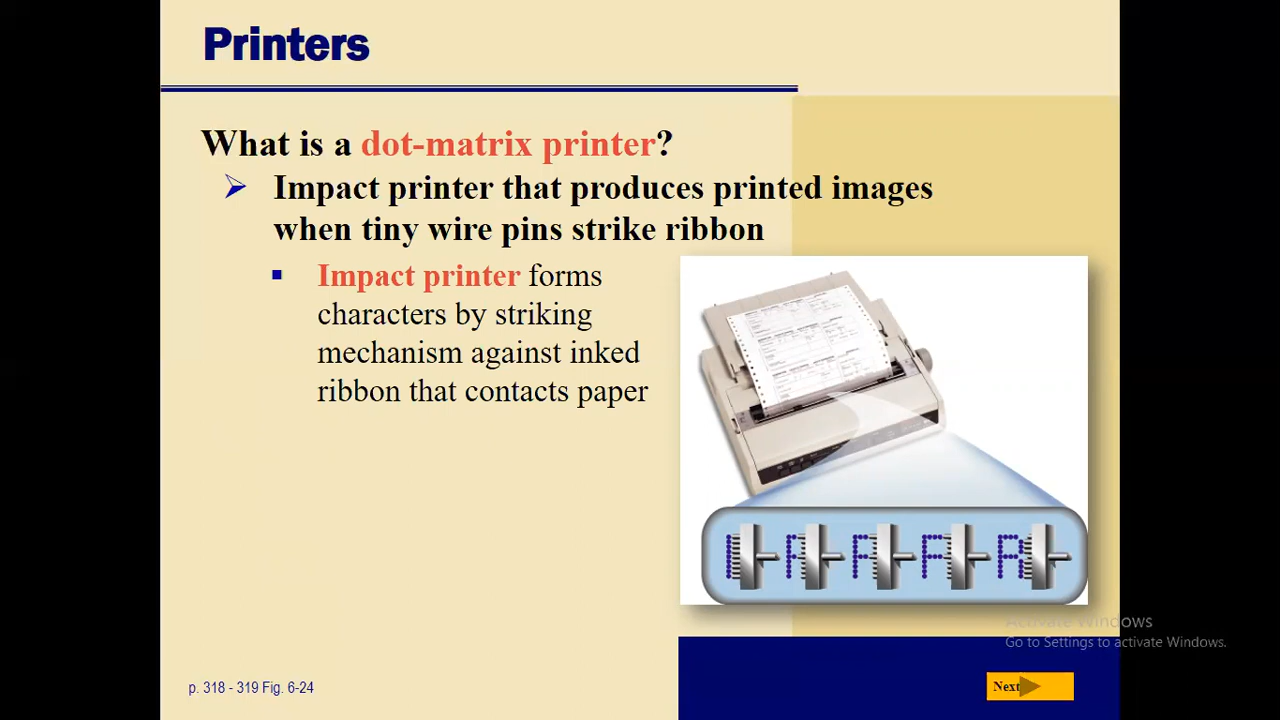 Printers
What is a dot-matrix printer?
Impact printer that produces printed images
when tiny wire pins strike ribbon
Impact printer forms
characters by striking
mechanism against inked
ribbon that contacts paper
R
Activate Windows
Go to Settings to activate Windows.
p. 318 - 319 Fig. 6-24
Next